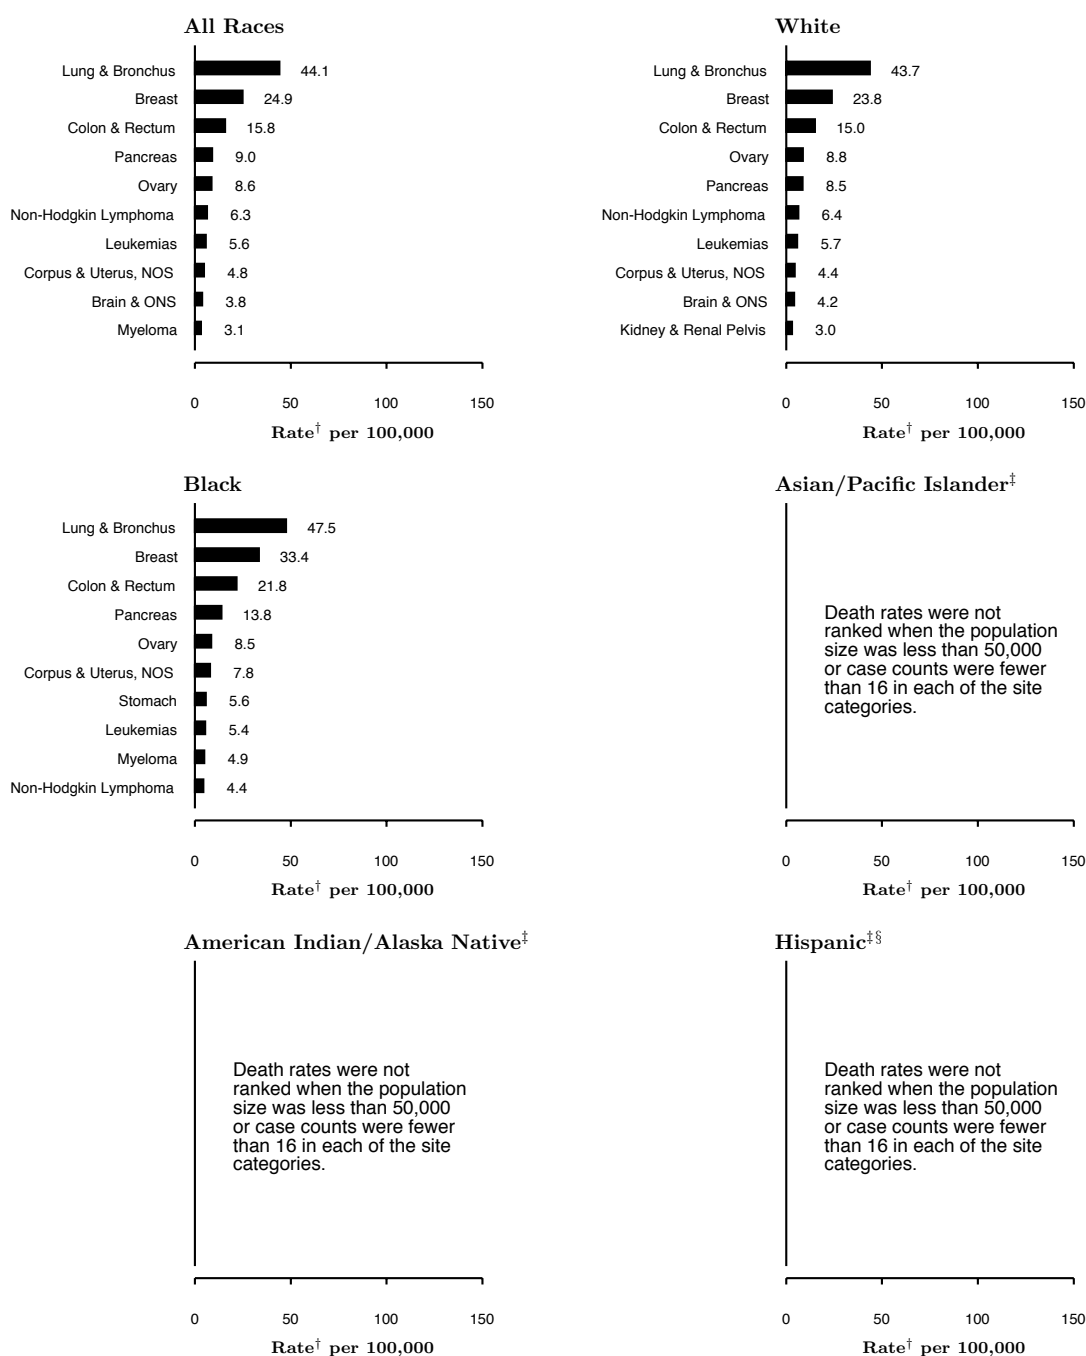 All Races
Lung & Bronchus 44.1
Breast 24.9
Colon & Rectum 15.8
Pancreas 9.0
Ovary 8.6
Non-Hodgkin Lymphoma 6.3
Leukemias 5.6
Corpus & Uterus, NOS 4.8
Brain & ONS 3.8
Myeloma 3.1
0 50 100 150
Rate† per 100,000
White
Lung & Bronchus 43.7
Breast 23.8
Colon & Rectum 15.0
Ovary 8.8
Pancreas 8.5
Non-Hodgkin Lymphoma 6.4
Leukemias 5.7
Corpus & Uterus, NOS 4.4
Brain & ONS 4.2
Kidney & Renal Pelvis 3.0
0 50 100 150
Rate† per 100,000
Black
Lung & Bronchus 47.5
Breast 33.4
Colon & Rectum 21.8
Pancreas 13.8
Ovary 8.5
Corpus & Uterus, NOS 7.8
Stomach 5.6
Leukemias 5.4
Myeloma 4.9
Non-Hodgkin Lymphoma 4.4
0 50 100 150
Rate† per 100,000
Asian/Pacific Islander‡
Death rates were not
ranked when the population
size was less than 50,000
or case counts were fewer
than 16 in each of the site
categories.
0 50 100 150
Rate† per 100,000
American Indian/Alaska Native‡
Death rates were not
ranked when the population
size was less than 50,000
or case counts were fewer
than 16 in each of the site
categories.
0 50 100 150
Rate† per 100,000
Hispanic‡§
Death rates were not
ranked when the population
size was less than 50,000
or case counts were fewer
than 16 in each of the site
categories.
0 50 100 150
Rate† per 100,000